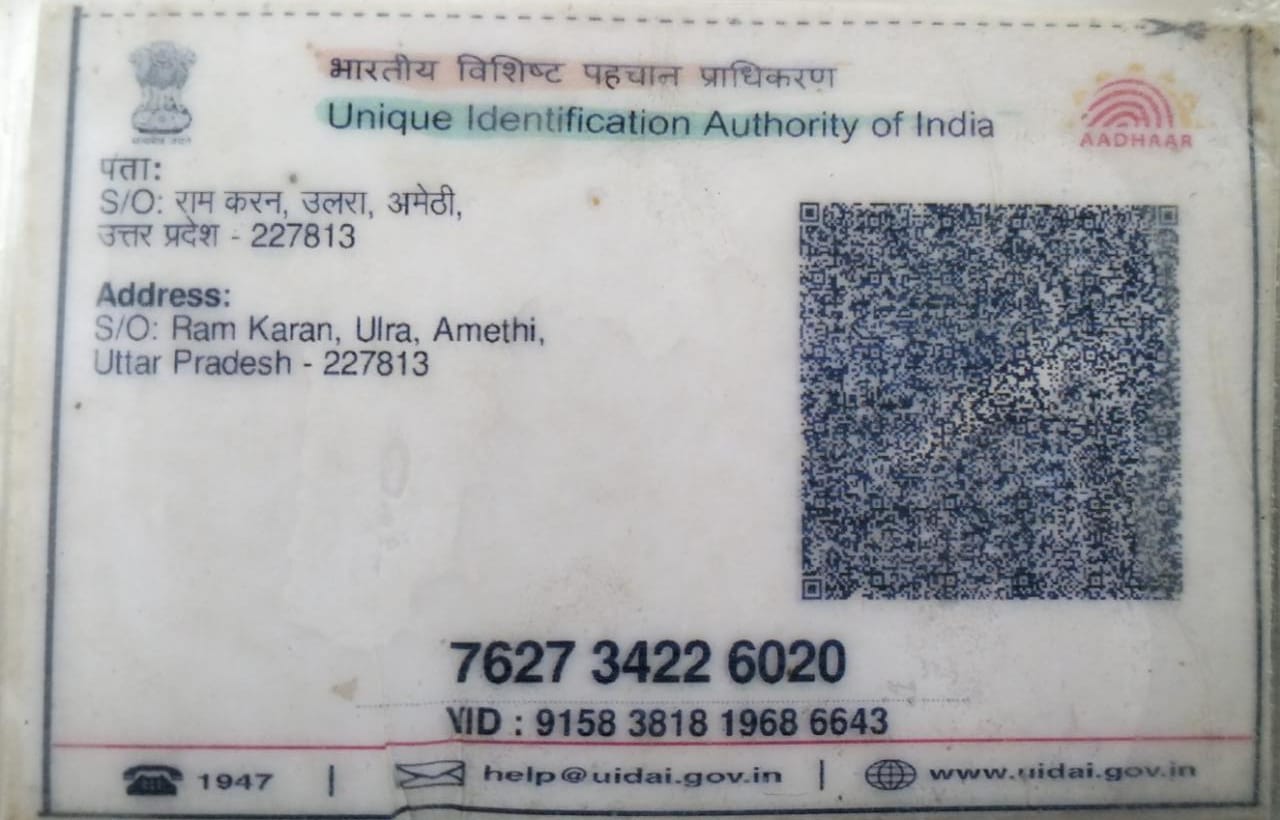 भारतीय विशिष्ट पहचान प्राधिकरण
Unique Identification Authority of India
AADHAAR
पता:
S/O: राम करन, उलरा, अमेठी,
उत्तर प्रदेश - 227813
Address:
S/O: Ram Karan, Ulra, Amethi,
Uttar Pradesh - 227813
7627 3422 6020
VID : 9158 3818 1968 6643
1947 | help@uidai.gov.in | www.uidai.gov.in